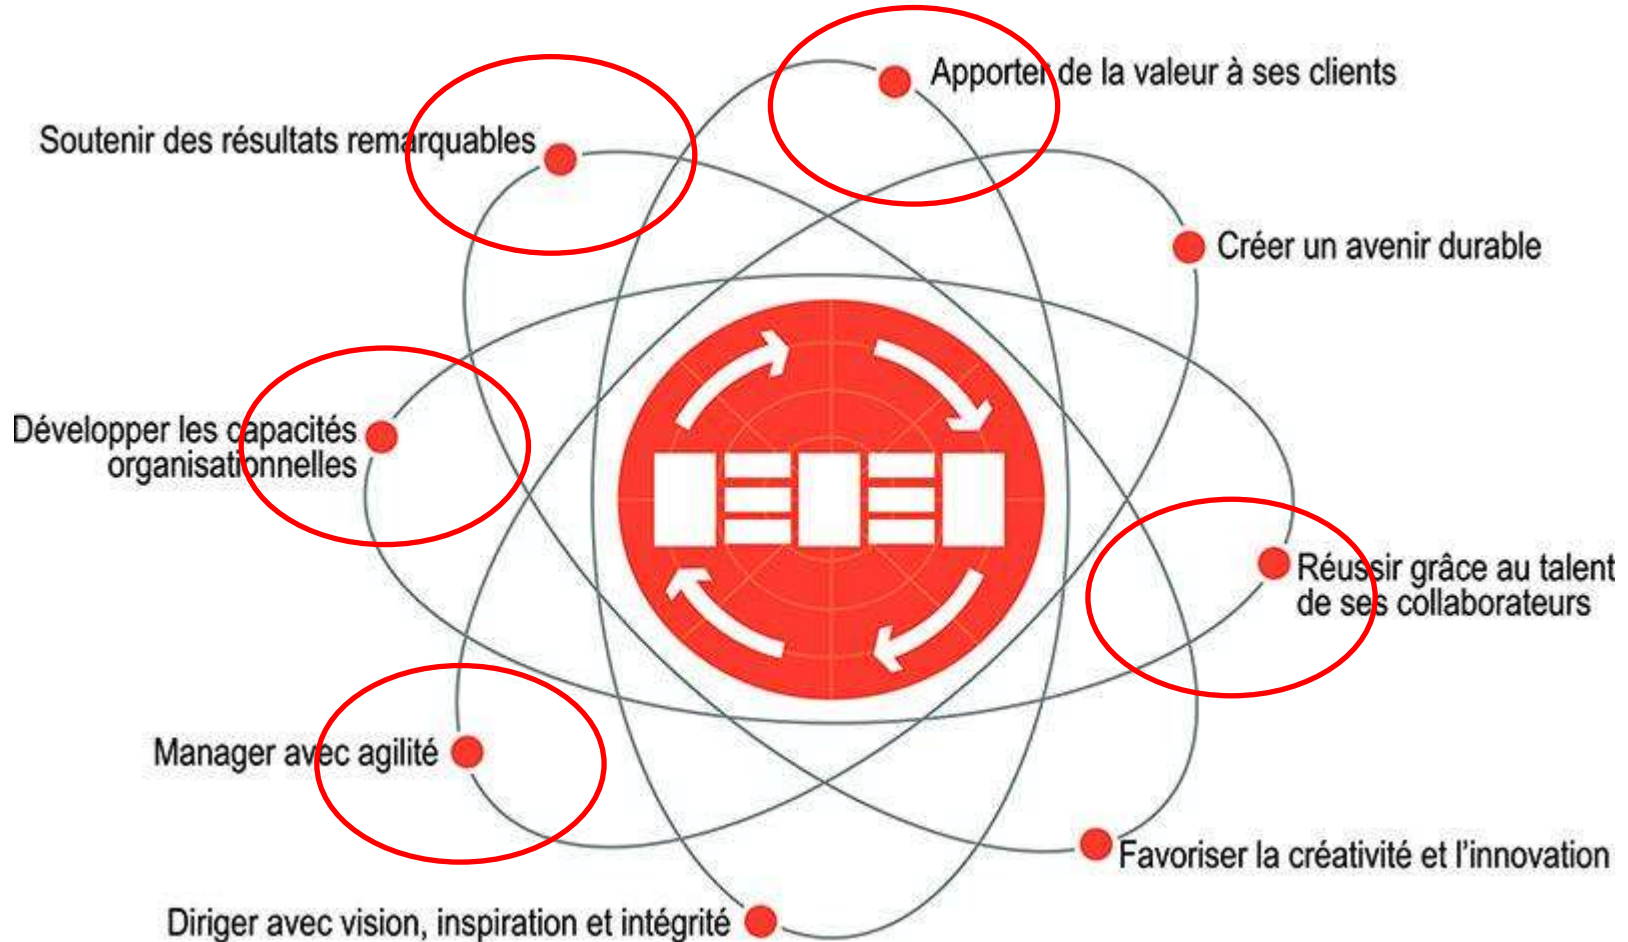 Apporter de la valeur à ses clients
Soutenir des résultats remarquables
Créer un avenir durable
Développer les capacités
organisationnelles
Réussir grâce au talent
de ses collaborateurs
Manager avec agilité
Favoriser la créativité et l'innovation
Diriger avec vision, inspiration et intégrité